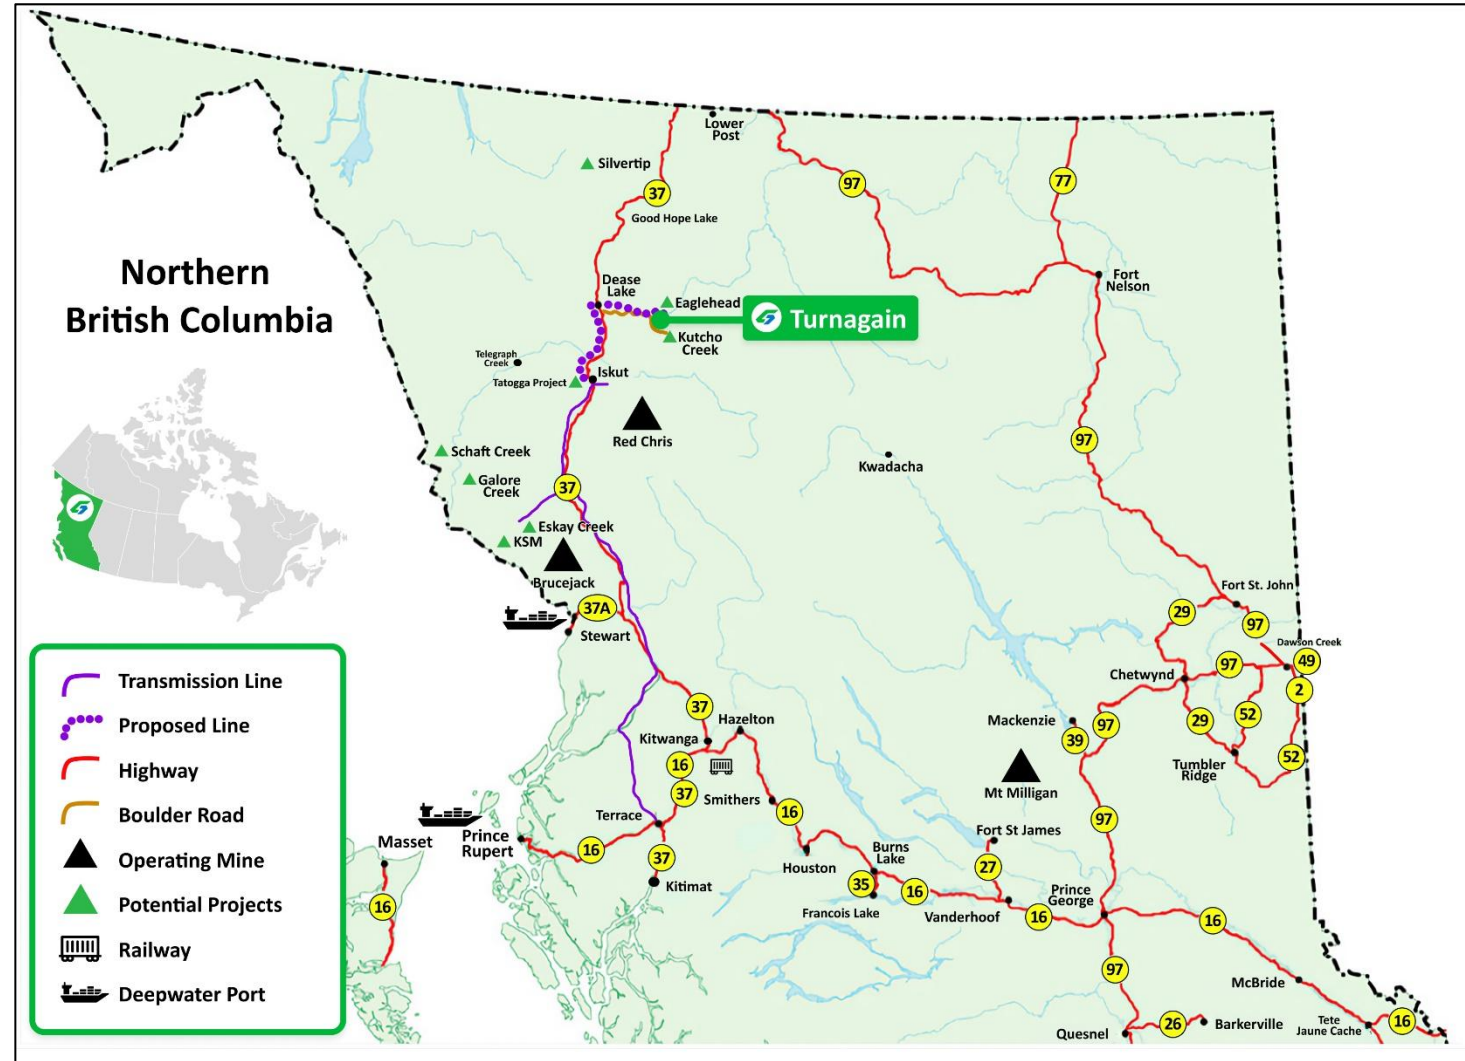 Northern
British Columbia
Lower
Post
Silvertip
37
97
77
Good Hope Lake
Fort
Nelson
Dease
Lake
Eaglehead
Turnagain
Kutcho
Creek
Telegraph
Creek
Iskut
Tatogga Project
Red Chris
97
Kwadacha
Schaft Creek
Galore
Creek
37
Eskay Creek
KSM
Brucejack
37A
Stewart
Fort St. John
29
97
Dawson Creek
49
97
2
Chetwynd
29
52
52
Tumbler
Ridge
Mackenzie
39
97
Mt Milligan
37
Hazelton
Kitwanga
16
37
Smithers
16
Terrace
Prince
Rupert
16
37
Kitimat
Masset
16
Houston
Burns
Lake
35
16
Francois Lake
Fort St James
27
Vanderhoof
16
Prince
George
97
16
97
McBride
Tete
Jaune Cache
16
Quesnel
26
Barkerville
Transmission Line
Proposed Line
Highway
Boulder Road
Operating Mine
Potential Projects
Railway
Deepwater Port